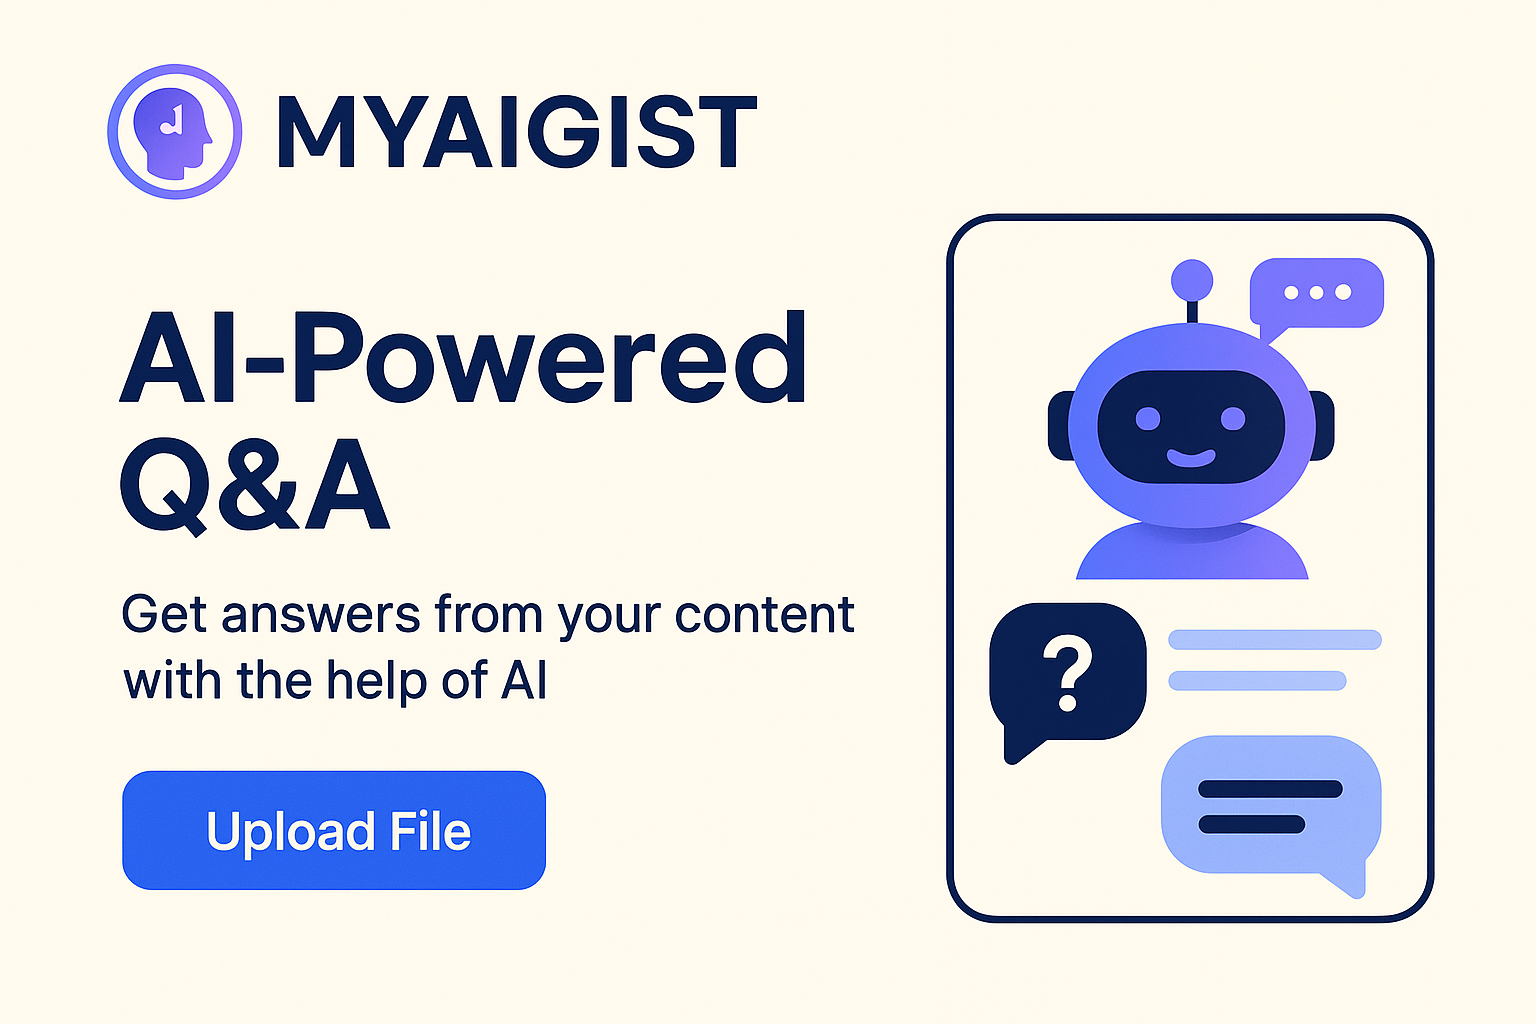 MYAIGIST
AI-Powered
Q&A
Get answers from your content
with the help of AI
Upload File
?